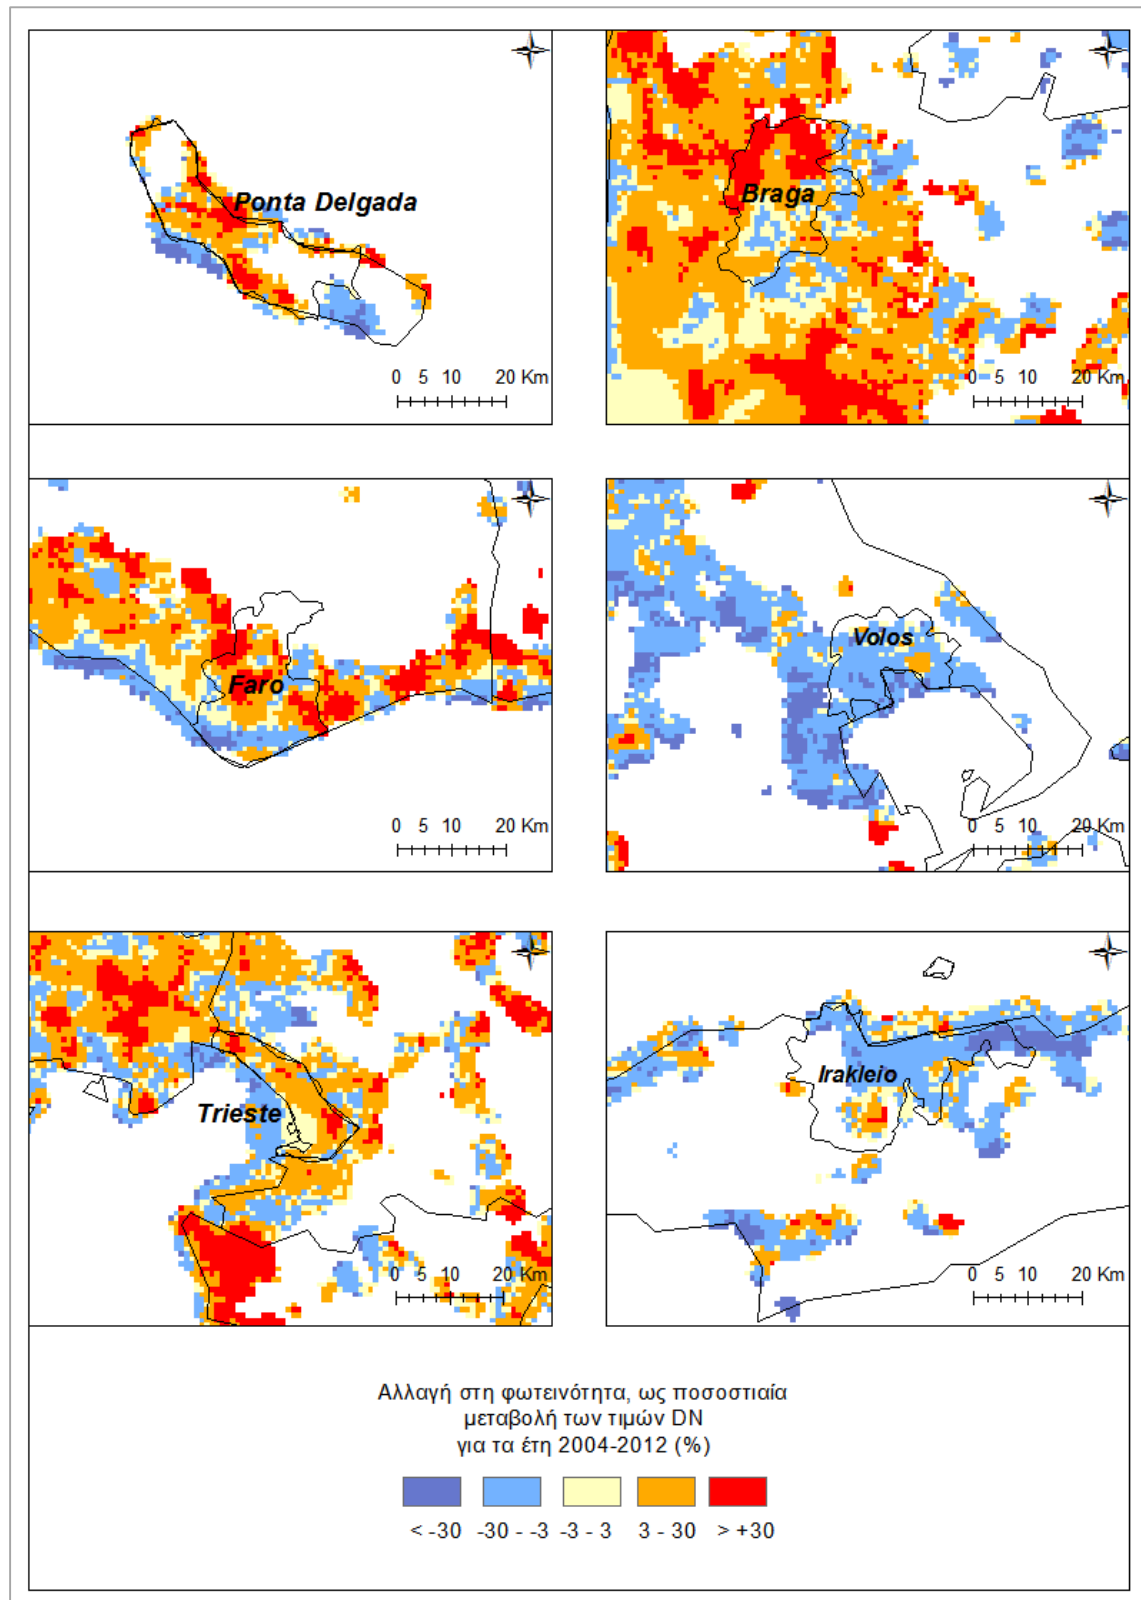 Ponta Delgada
0 5 10 20 Km
Braga
0 5 10 20 Km
Faro
0 5 10 20 Km
Volos
0 5 10 20 Km
Trieste
0 5 10 20 Km
Irakleio
0 5 10 20 Km
Αλλαγή στη φωτεινότητα, ως ποσοστιαία
μεταβολή των τιμών DN
για τα έτη 2004-2012 (%)
< -30 -30 - -3 -3 - 3 3 - 30 > +30